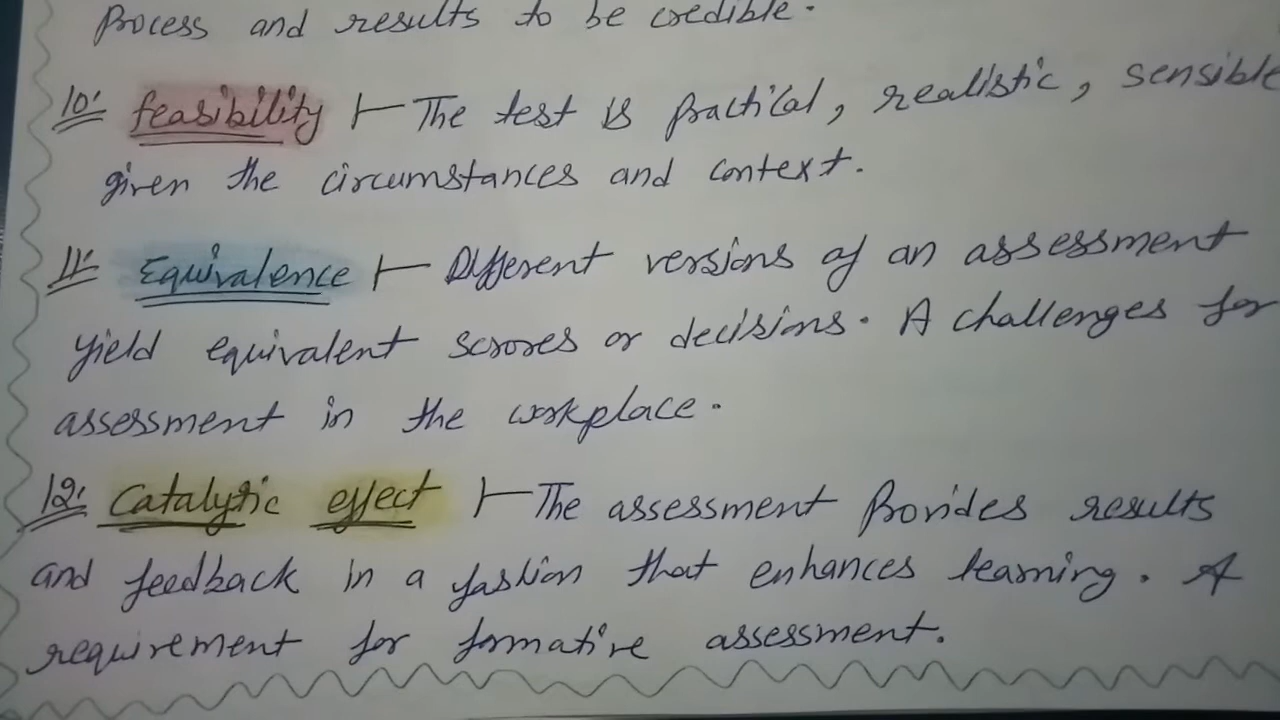 Process and results to be credible.
10. feasibility :- The test is practical, realistic, sensible
given the circumstances and context.
11. Equivalence :- Different versions of an assessment
yield equivalent scrores or decisions. A challenges for
assessment in the workplace.
12. Catalytic effect :- The assessment Provides results
and feedback in a fashion that enhances learning. A
requirement for formative assessment.